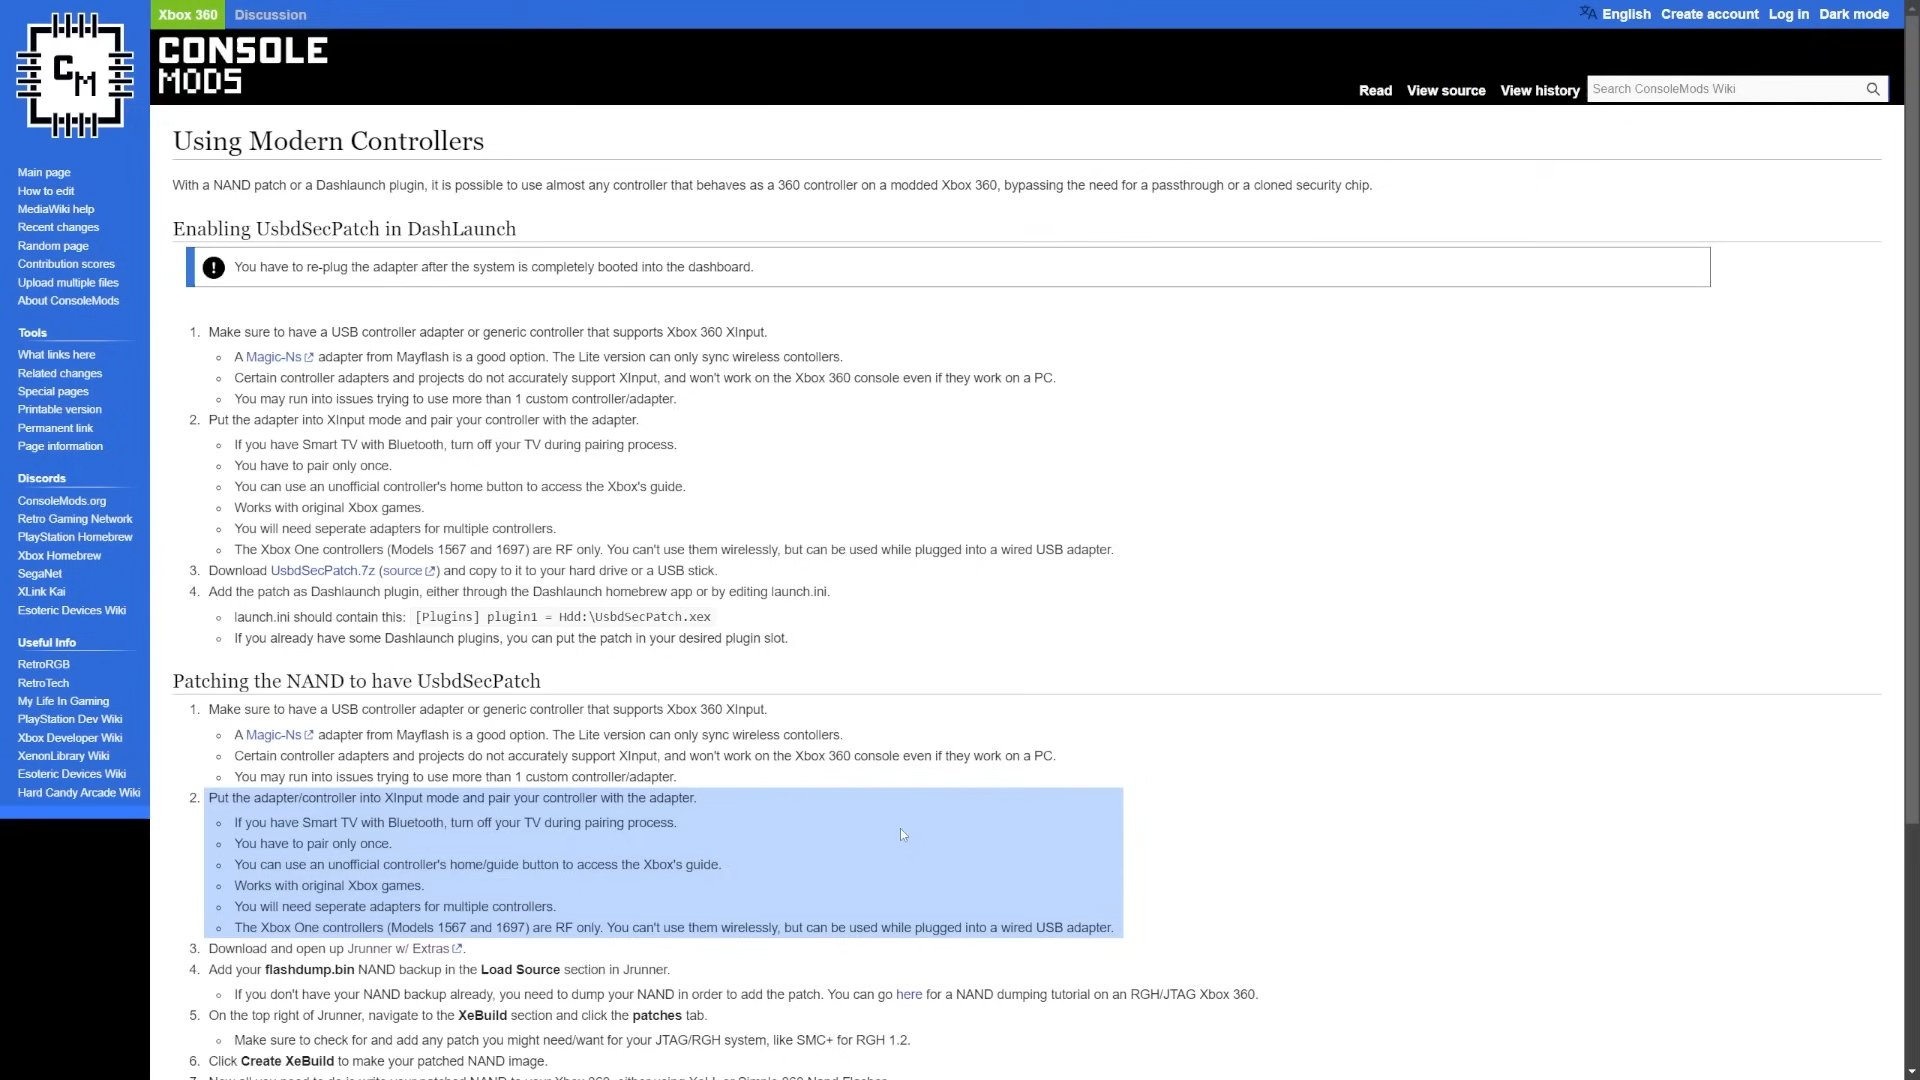 Xbox 360 Discussion
English Create account Log in Dark mode
CM
CONSOLE
MODS
Read View source View history Search ConsoleMods Wiki
Main page
How to edit
MediaWiki help
Recent changes
Random page
Contribution scores
Upload multiple files
About ConsoleMods
Tools
What links here
Related changes
Special pages
Printable version
Permanent link
Page information
Discords
ConsoleMods.org
Retro Gaming Network
PlayStation Homebrew
Xbox Homebrew
SegaNet
XLink Kai
Esoteric Devices Wiki
Useful Info
RetroRGB
RetroTech
My Life In Gaming
PlayStation Dev Wiki
Xbox Developer Wiki
XenonLibrary Wiki
Esoteric Devices Wiki
Hard Candy Arcade Wiki
Using Modern Controllers
With a NAND patch or a Dashlaunch plugin, it is possible to use almost any controller that behaves as a 360 controller on a modded Xbox 360, bypassing the need for a passthrough or a cloned security chip.
Enabling UsbdSecPatch in DashLaunch
! You have to re-plug the adapter after the system is completely booted into the dashboard.
1. Make sure to have a USB controller adapter or generic controller that supports Xbox 360 XInput.
A Magic-Ns adapter from Mayflash is a good option. The Lite version can only sync wireless contollers.
Certain controller adapters and projects do not accurately support XInput, and won't work on the Xbox 360 console even if they work on a PC.
You may run into issues trying to use more than 1 custom controller/adapter.
2. Put the adapter into XInput mode and pair your controller with the adapter.
If you have Smart TV with Bluetooth, turn off your TV during pairing process.
You have to pair only once.
You can use an unofficial controller's home button to access the Xbox's guide.
Works with original Xbox games.
You will need seperate adapters for multiple controllers.
The Xbox One controllers (Models 1567 and 1697) are RF only. You can't use them wirelessly, but can be used while plugged into a wired USB adapter.
3. Download UsbdSecPatch.7z (source) and copy to it to your hard drive or a USB stick.
4. Add the patch as Dashlaunch plugin, either through the Dashlaunch homebrew app or by editing launch.ini.
launch.ini should contain this: [Plugins] plugin1 = Hdd:\UsbdSecPatch.xex
If you already have some Dashlaunch plugins, you can put the patch in your desired plugin slot.
Patching the NAND to have UsbdSecPatch
1. Make sure to have a USB controller adapter or generic controller that supports Xbox 360 XInput.
A Magic-Ns adapter from Mayflash is a good option. The Lite version can only sync wireless contollers.
Certain controller adapters and projects do not accurately support XInput, and won't work on the Xbox 360 console even if they work on a PC.
You may run into issues trying to use more than 1 custom controller/adapter.
2. Put the adapter/controller into XInput mode and pair your controller with the adapter.
If you have Smart TV with Bluetooth, turn off your TV during pairing process.
You have to pair only once.
You can use an unofficial controller's home/guide button to access the Xbox's guide.
Works with original Xbox games.
You will need seperate adapters for multiple controllers.
The Xbox One controllers (Models 1567 and 1697) are RF only. You can't use them wirelessly, but can be used while plugged into a wired USB adapter.
3. Download and open up Jrunner w/ Extras.
4. Add your flashdump.bin NAND backup in the Load Source section in Jrunner.
If you don't have your NAND backup already, you need to dump your NAND in order to add the patch. You can go here for a NAND dumping tutorial on an RGH/JTAG Xbox 360.
5. On the top right of Jrunner, navigate to the XeBuild section and click the patches tab.
Make sure to check for and add any patch you might need/want for your JTAG/RGH system, like SMC+ for RGH 1.2.
6. Click Create XeBuild to make your patched NAND image.